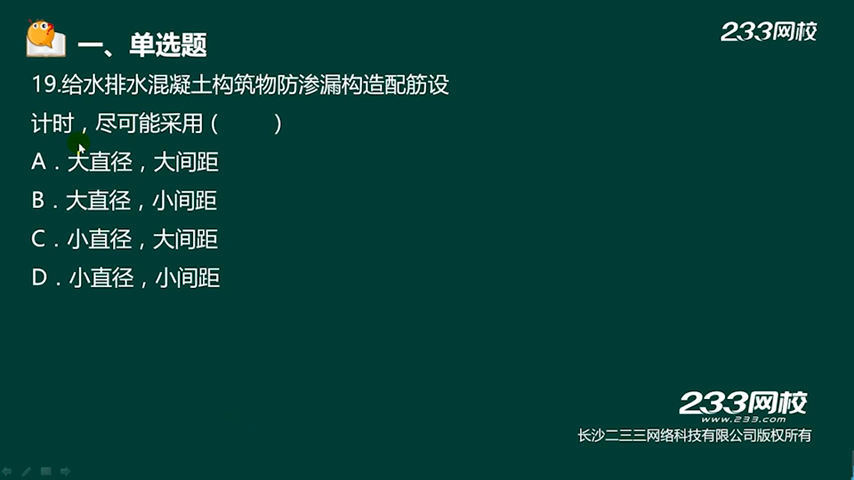 一、单选题
233网校
19.给水排水混凝土构筑物防渗漏构造配筋设
计时，尽可能采用（  ）
A．大直径，大间距
B．大直径，小间距
C．小直径，大间距
D．小直径，小间距
233网校
www.233.com
长沙二三三网络科技有限公司版权所有